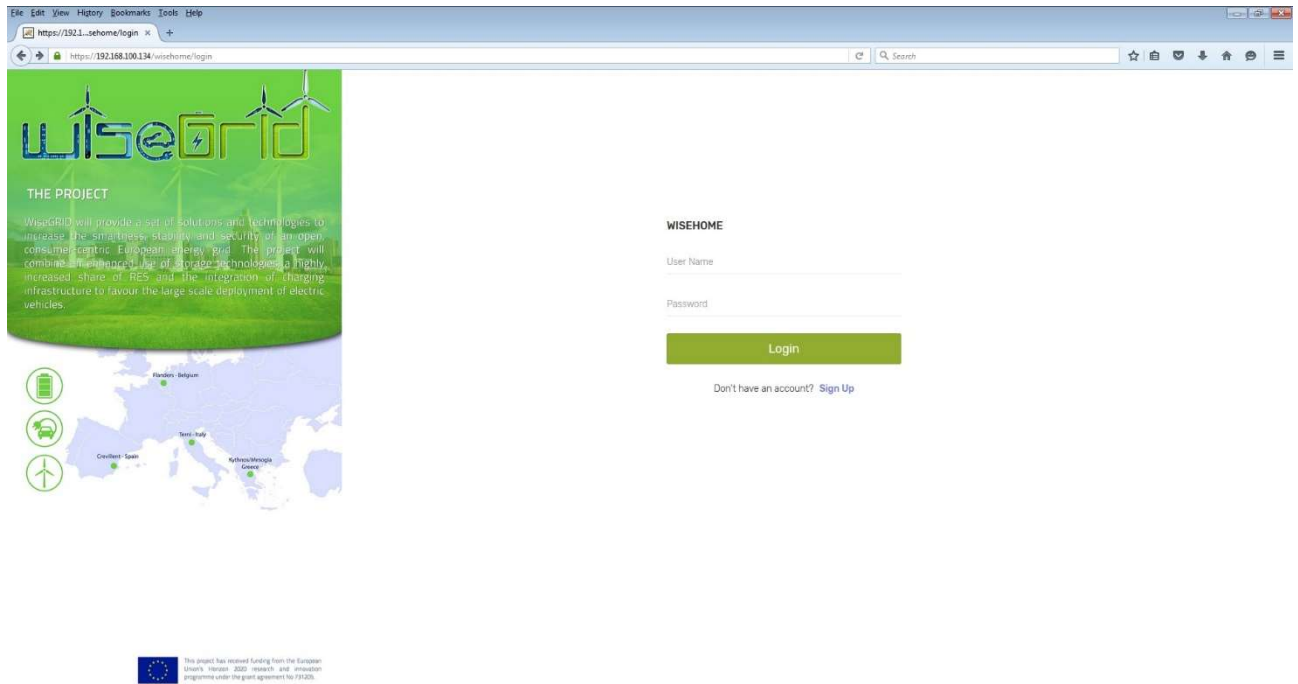 File Edit View History Bookmarks Tools Help
https://192.1...sehome/login × +
https://192.168.100.134/wisehome/login
Search
wiseGrid
THE PROJECT
WiseGRID will provide a set of solutions and technologies to
increase the smartness, stability and security of an open,
consumer-centric European energy grid. The project will
combine an enhanced use of storage technologies, a highly
increased share of RES and the integration of charging
infrastructure to favour the large scale deployment of electric
vehicles.
WISEHOME
User Name
Password
Login
Don't have an account? Sign Up
Flanders - Belgium
Terni - Italy
Crevillent - Spain
Kythnos/Mesogia
Greece
This project has received funding from the European
Union's Horizon 2020 research and innovation
programme under the grant agreement No 731205.